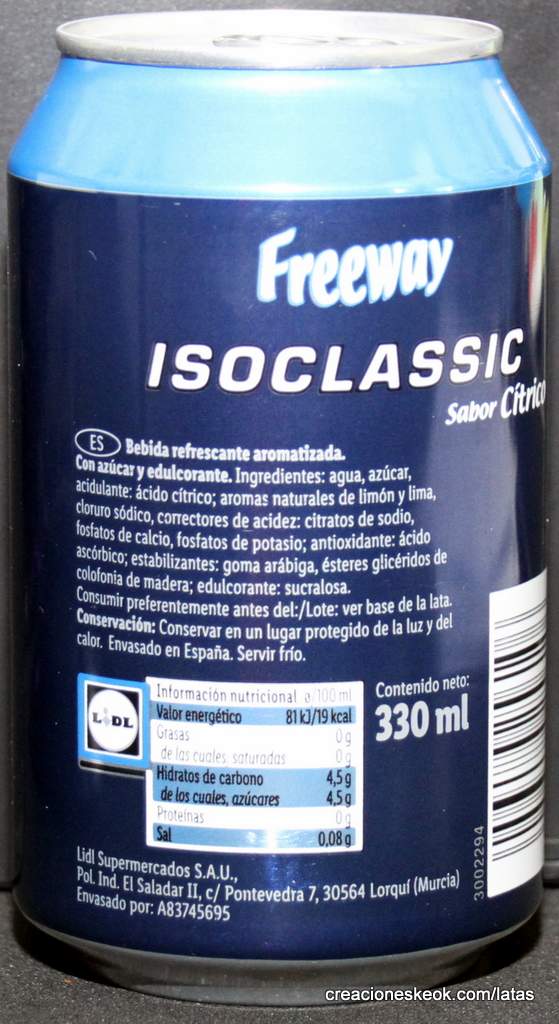 Freeway
ISOCLASSIC
Sabor Cítrico
ES Bebida refrescante aromatizada.
Con azúcar y edulcorante. Ingredientes: agua, azúcar,
acidulante: ácido cítrico; aromas naturales de limón y lima,
cloruro sódico, correctores de acidez: citratos de sodio,
fosfatos de calcio, fosfatos de potasio; antioxidante: ácido
ascórbico; estabilizantes: goma arábiga, ésteres glicéridos de
colofonia de madera; edulcorante: sucralosa.
Consumir preferentemente antes del:/Lote: ver base de la lata.
Conservación: Conservar en un lugar protegido de la luz y del
calor. Envasado en España. Servir frío.
LIDL
Información nutricional ø/100 ml
Valor energético 81 kJ/19 kcal
Grasas 0 g
de las cuales, saturadas 0 g
Hidratos de carbono 4,5 g
de los cuales, azúcares 4,5 g
Proteínas 0 g
Sal 0,08 g
Contenido neto:
330 ml
3002294
Lidl Supermercados S.A.U.,
Pol. Ind. El Saladar II, c/ Pontevedra 7, 30564 Lorquí (Murcia)
Envasado por: A83745695
creacioneskeok.com/latas